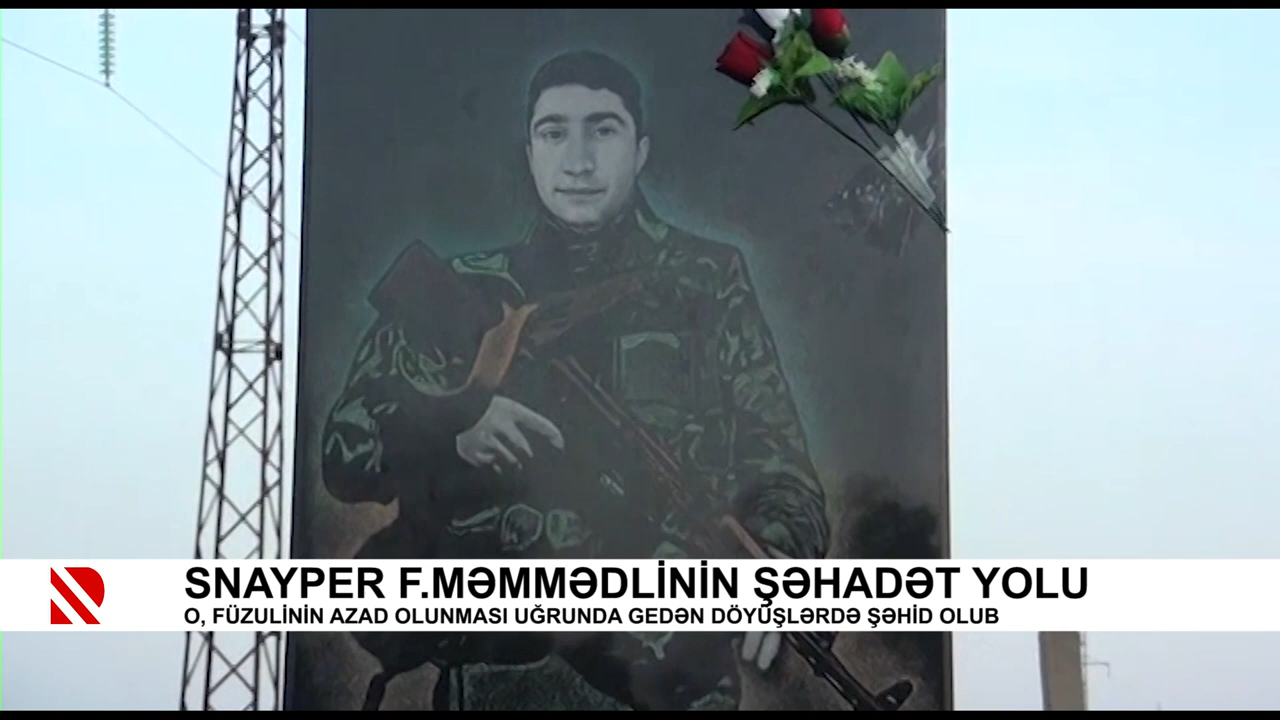 SNAYPER F.MƏMMƏDLİNİN ŞƏHADƏT YOLU
O, FÜZULİNİN AZAD OLUNMASI UĞRUNDA GEDƏN DÖYÜŞLƏRDƏ ŞƏHİD OLUB